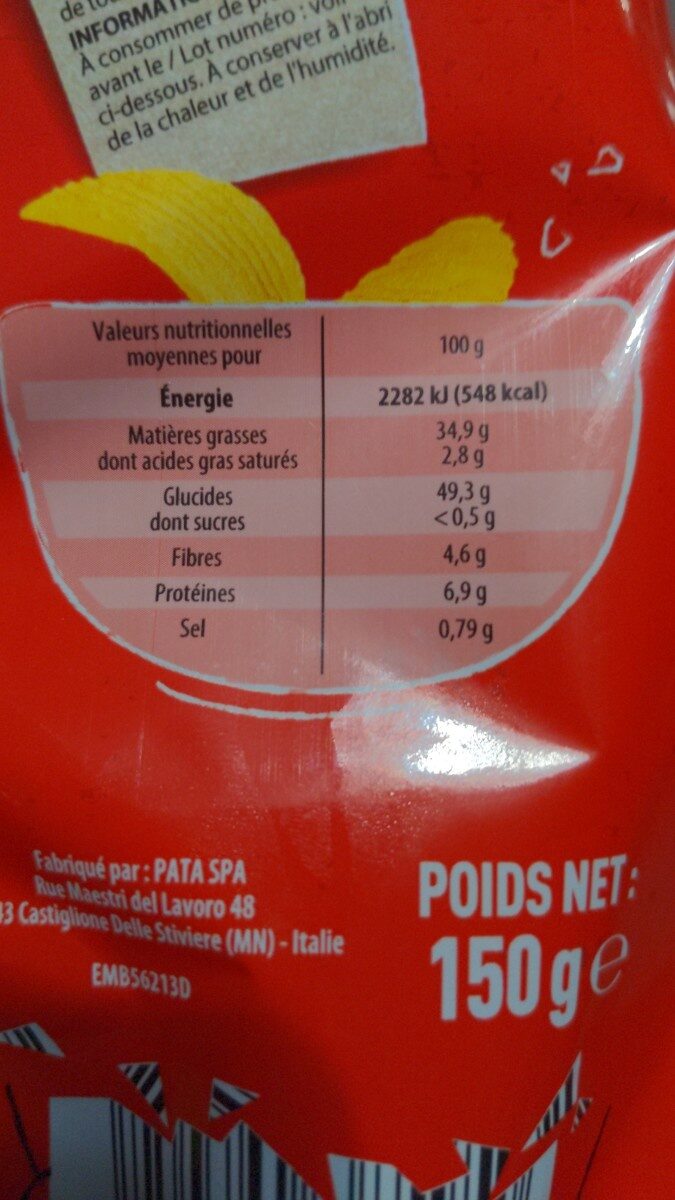 de
INFORMATI
À consommer de
avant le / Lot numéro : voir
ci-dessous. À conserver à l'abri
de la chaleur et de l'humidité.
Valeurs nutritionnelles
moyennes pour
100 g
Énergie
2282 kJ (548 kcal)
Matières grasses
34,9 g
dont acides gras saturés
2,8 g
Glucides
49,3 g
dont sucres
<0,5 g
Fibres
4,6 g
Protéines
6,9 g
Sel
0,79 g
Fabriqué par : PATA SPA
Rue Maestri del Lavoro 48
Castiglione Delle Stiviere (MN) - Italie
EMB56213D
POIDS NET:
150 g e